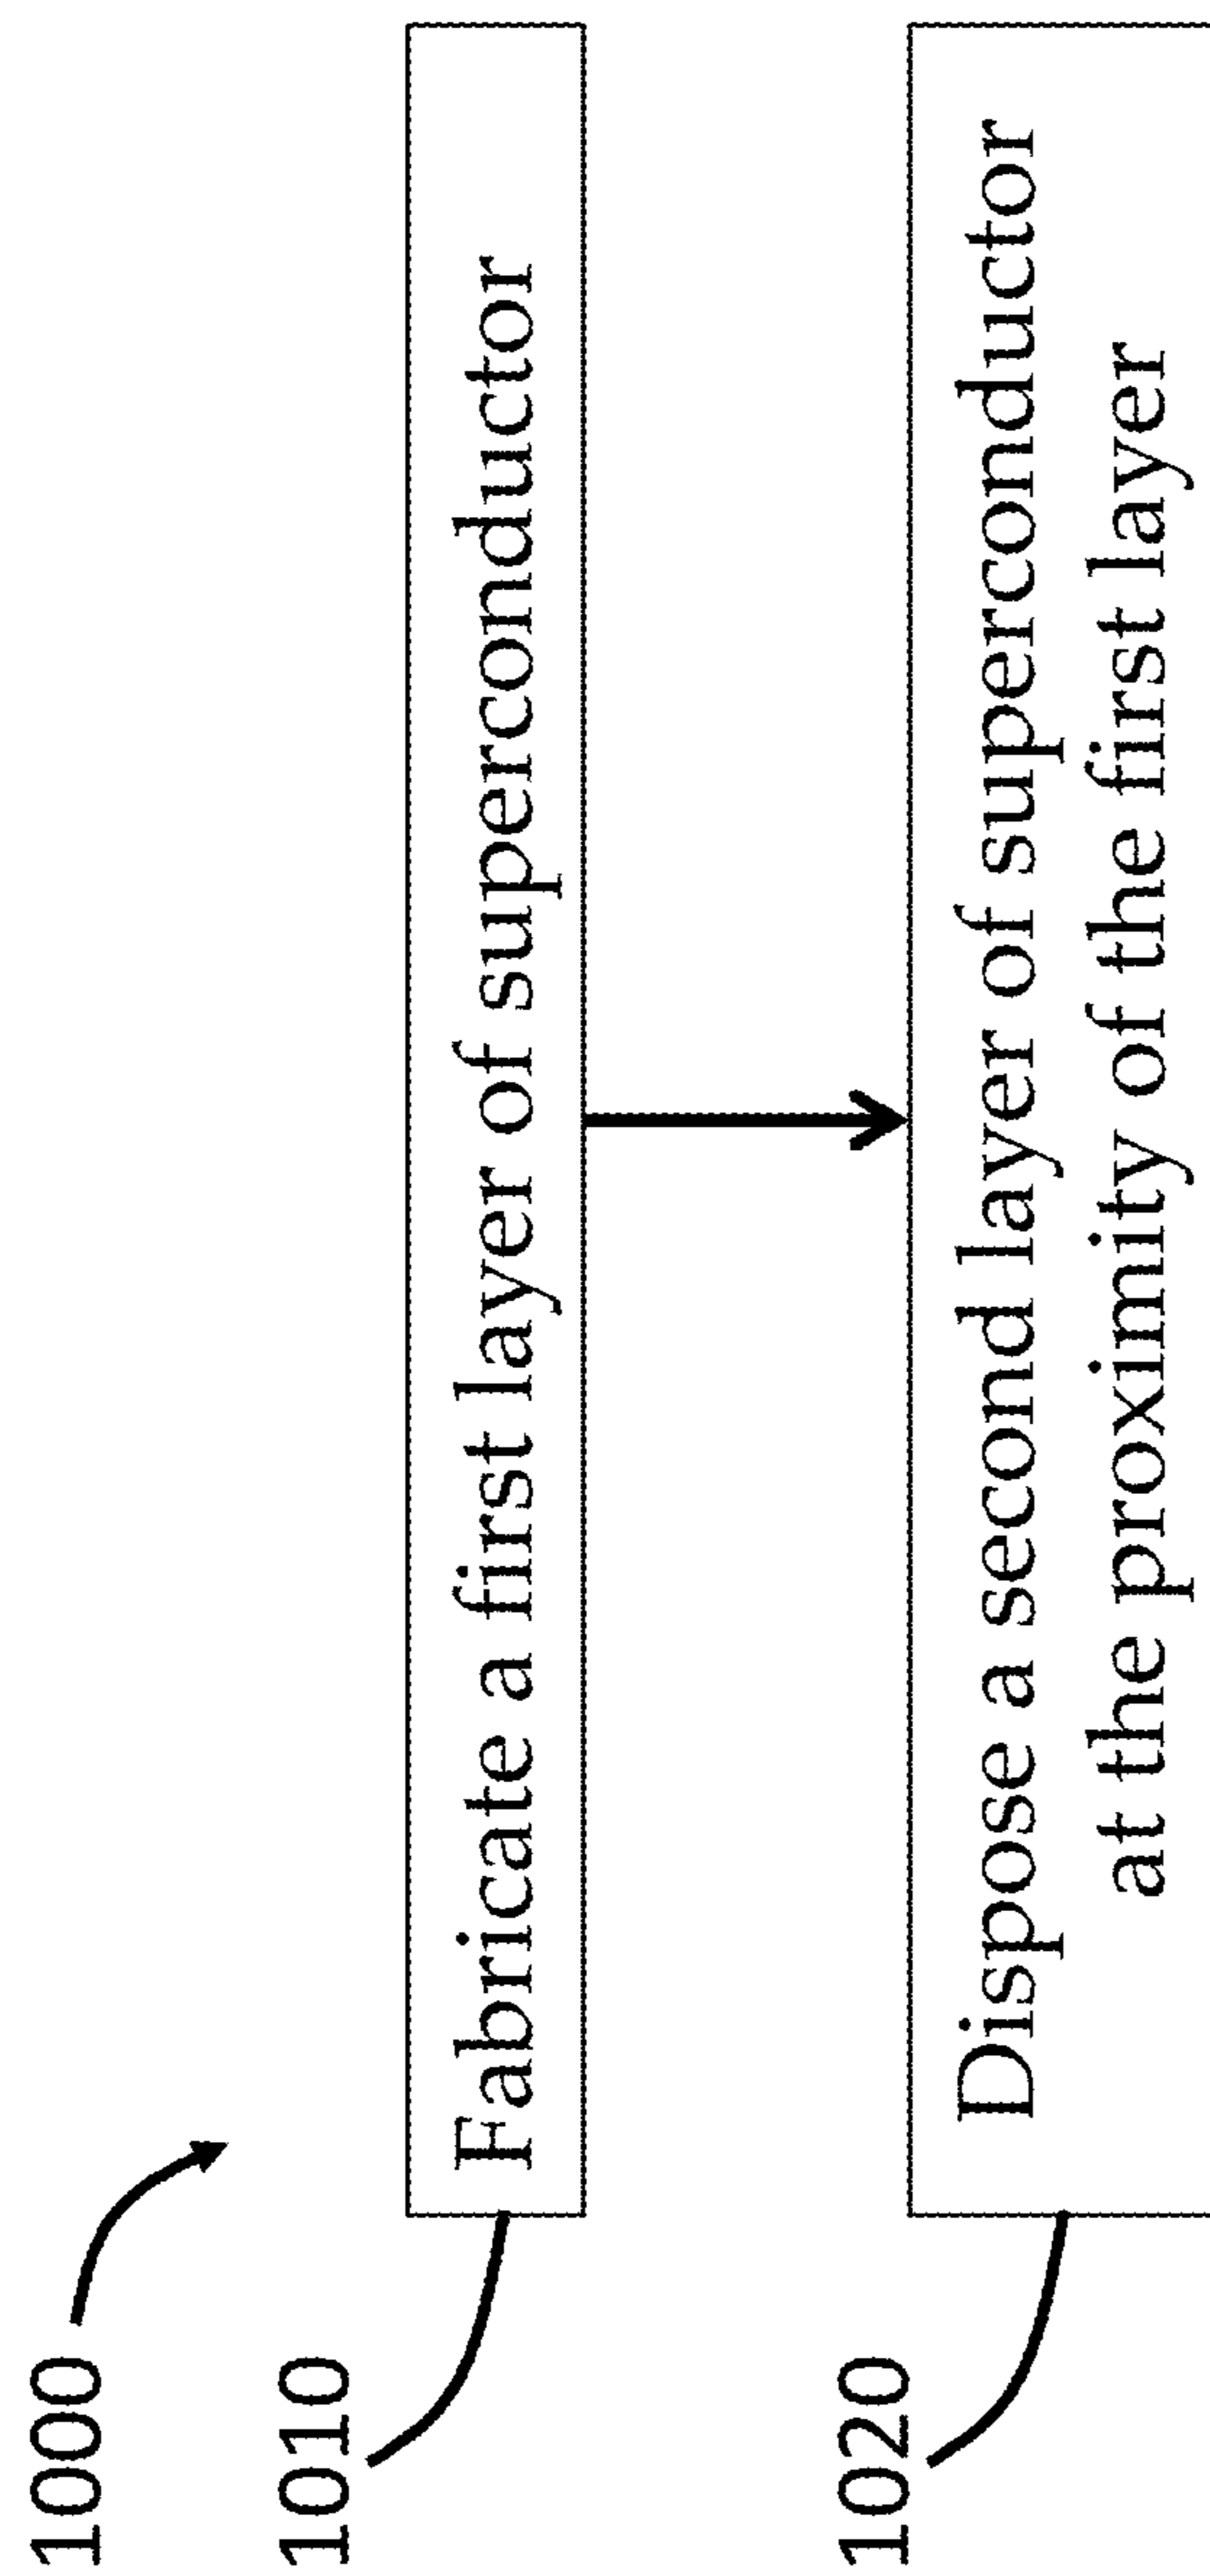 1000
1010
Fabricate a first layer of superconductor
1020
Dispose a second layer of superconductor
at the proximity of the first layer